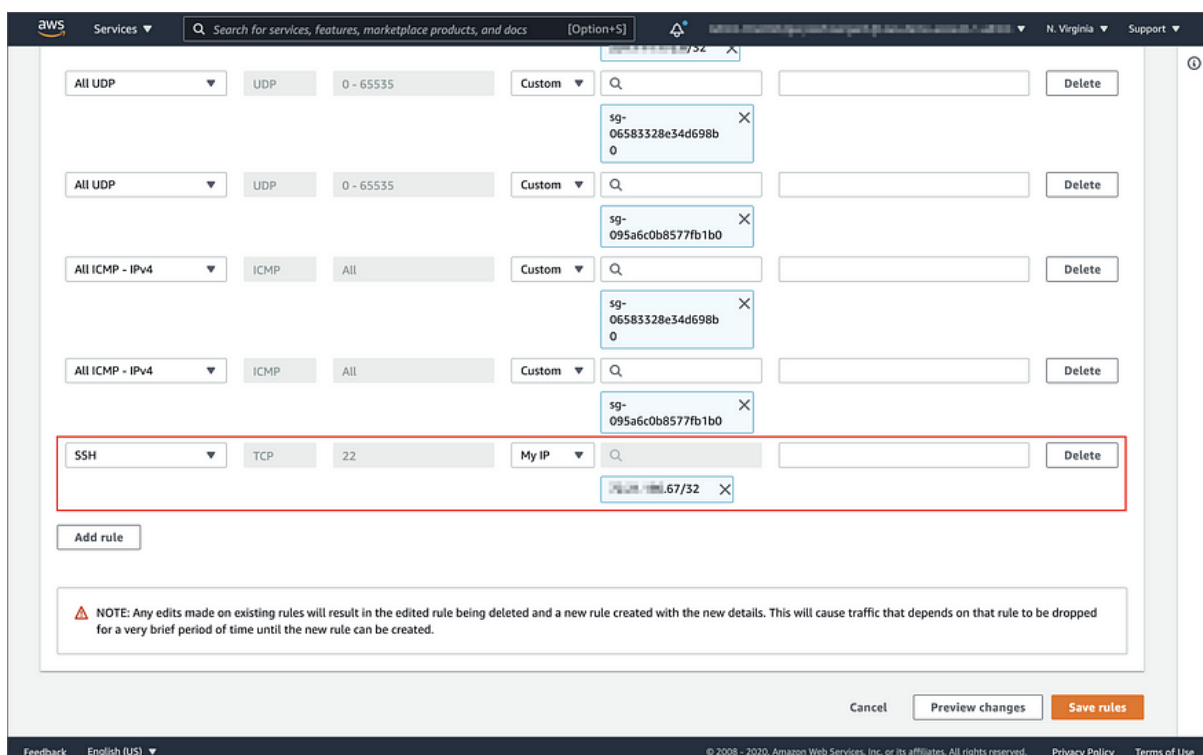 aws Services ▼ Search for services, features, marketplace products, and docs [Option+S] N. Virginia ▼ Support ▼
/32 X
All UDP ▼ UDP 0 - 65535 Custom ▼ Delete
sg- X
06583328e34d698b
0
All UDP ▼ UDP 0 - 65535 Custom ▼ Delete
sg- X
095a6c0b8577fb1b0
All ICMP - IPv4 ▼ ICMP All Custom ▼ Delete
sg- X
06583328e34d698b
0
All ICMP - IPv4 ▼ ICMP All Custom ▼ Delete
sg- X
095a6c0b8577fb1b0
SSH ▼ TCP 22 My IP ▼ Delete
.67/32 X
Add rule
NOTE: Any edits made on existing rules will result in the edited rule being deleted and a new rule created with the new details. This will cause traffic that depends on that rule to be dropped
for a very brief period of time until the new rule can be created.
Cancel Preview changes Save rules
Feedback English (US) ▼ © 2008 - 2020, Amazon Web Services, Inc. or its affiliates. All rights reserved. Privacy Policy Terms of Use